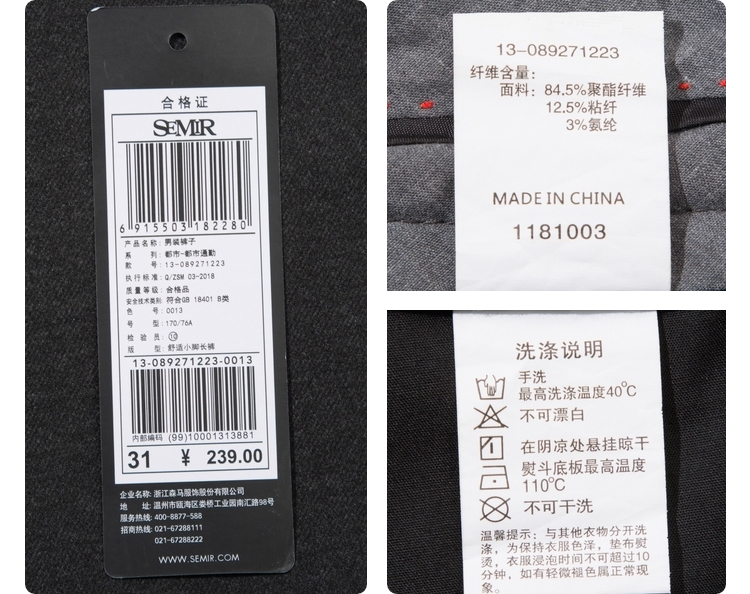 合格证
SEMIR
6 915503 182280
产品名称: 男装裤子
系 列: 都市-都市通勤
款 号: 13-089271223
执行标准: Q/ZSM 03-2018
质量等级: 合格品
安全技术类别: 符合GB 18401 B类
色 号: 0013
号 型: 170/76A
检 验 员:
版 型: 舒适小脚长裤
13-089271223-0013
内部编码 (99)10001313881
31 ¥ 239.00
企业名称: 浙江森马服饰股份有限公司
地 址: 温州市瓯海区娄桥工业园南汇路98号
服务热线: 400-8877-588
招商热线: 021-67288111
021-67288222
WWW.SEMIR.COM
13-089271223
纤维含量:
面料: 84.5%聚酯纤维
12.5%粘纤
3%氨纶
MADE IN CHINA
1181003
洗涤说明
手洗
最高洗涤温度40℃
不可漂白
在阴凉处悬挂晾干
熨斗底板最高温度
110℃
不可干洗
温馨提示: 与其他衣物分开洗
涤, 为保持衣服色泽, 垫布熨
烫, 衣服浸泡时间不可超过10
分钟, 如有轻微褪色属正常现
象。